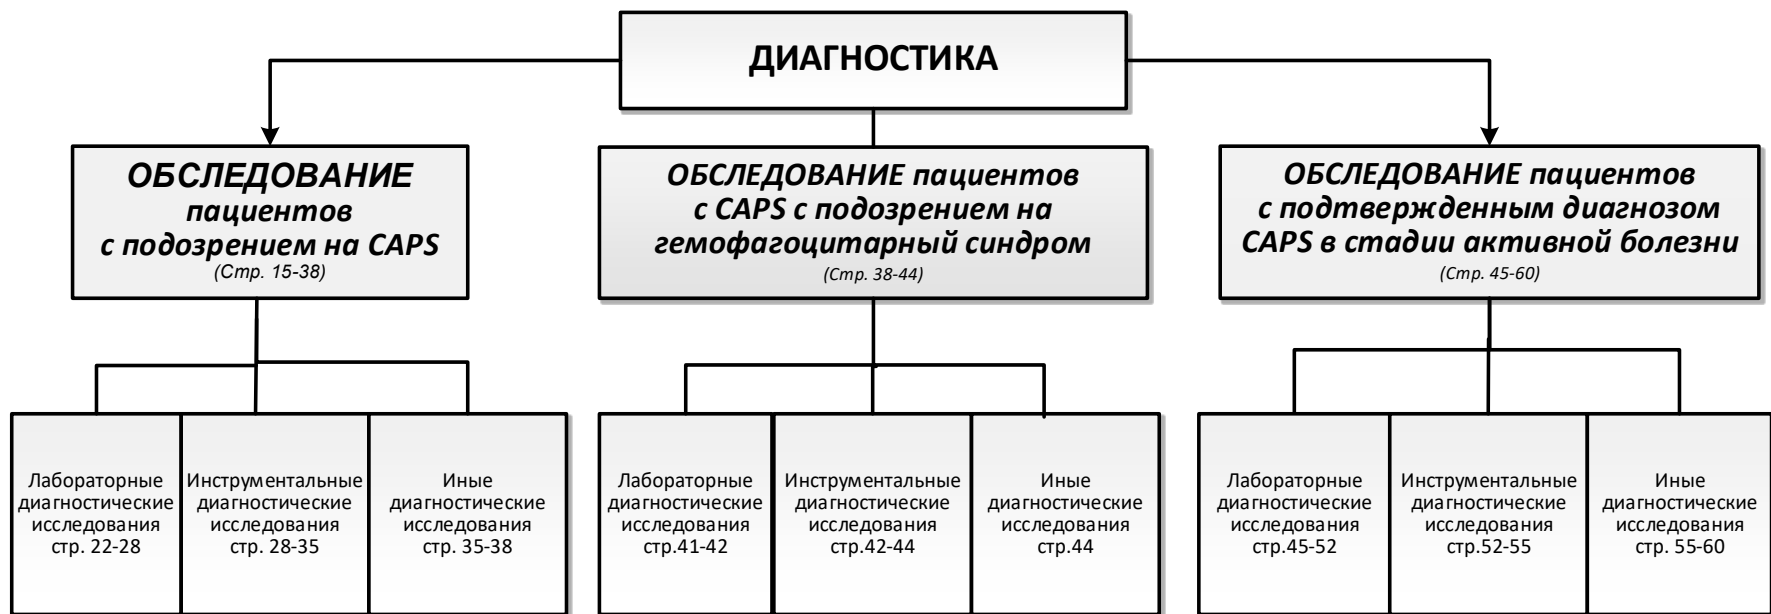 ДИАГНОСТИКА
ОБСЛЕДОВАНИЕ
пациентов
с подозрением на CAPS
(Стр. 15-38)
ОБСЛЕДОВАНИЕ пациентов
с CAPS с подозрением на
гемофагоцитарный синдром
(Стр. 38-44)
ОБСЛЕДОВАНИЕ пациентов
с подтвержденным диагнозом
CAPS в стадии активной болезни
(Стр. 45-60)
Лабораторные
диагностические
исследования
стр. 22-28
Инструментальные
диагностические
исследования
стр. 28-35
Иные
диагностические
исследования
стр. 35-38
Лабораторные
диагностические
исследования
стр.41-42
Инструментальные
диагностические
исследования
стр.42-44
Иные
диагностические
исследования
стр.44
Лабораторные
диагностические
исследования
стр.45-52
Инструментальные
диагностические
исследования
стр.52-55
Иные
диагностические
исследования
стр. 55-60